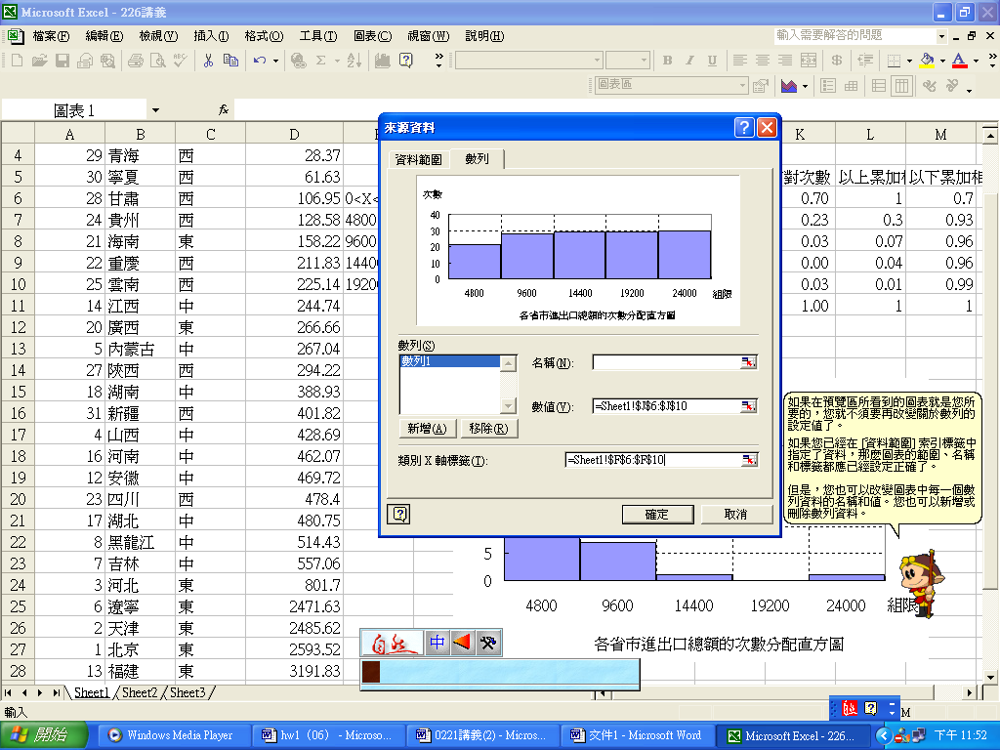 Microsoft Excel - 226講義
檔案(F) 編輯(E) 檢視(V) 插入(I) 格式(O) 工具(T) 圖表(C) 視窗(W) 說明(H) 輸入需要解答的問題
圖表區
圖表 1 fx
A B C D K L M
4 29 青海 西 28.37
5 30 寧夏 西 61.63 對次數 以上累加相 以下累加相
6 28 甘肅 西 106.95 0<X< 0.70 1 0.7
7 24 貴州 西 128.58 4800 0.23 0.3 0.93
8 21 海南 東 158.22 9600 0.03 0.07 0.96
9 22 重慶 西 211.83 1440 0.00 0.04 0.96
10 25 雲南 西 225.14 1920 0.03 0.01 0.99
11 14 江西 中 244.74 1.00 1 1
12 20 廣西 東 266.66
13 5 內蒙古 中 267.04
14 27 陝西 西 294.22
15 18 湖南 中 388.93
16 31 新疆 西 401.82
17 4 山西 中 428.69
18 16 河南 中 462.07
19 12 安徽 中 469.72
20 23 四川 西 478.4
21 17 湖北 中 480.75
22 8 黑龍江 中 514.43
23 7 吉林 中 557.06
24 3 河北 東 801.7
25 6 遼寧 東 2471.63
26 2 天津 東 2485.62
27 1 北京 東 2593.52
28 13 福建 東 3191.83
來源資料
資料範圍 數列
次數
40
30
20
10
0
4800 9600 14400 19200 24000 組限
各省市進出口總額的次數分配直方圖
數列(S)
數列1
名稱(N):
數值(V): =Sheet1!$J$6:$J$10
新增(A) 移除(R)
類別 X 軸標籤(T): =Sheet1!$F$6:$F$10
確定 取消
如果在預覽區所看到的圖表就是您所
要的，您就不須要再改變關於數列的
設定值了。
如果您已經在 [資料範圍] 索引標籤中
指定了資料，那麼圖表的範圍、名稱
和標籤都應已經設定正確了。
但是，您也可以改變圖表中每一個數
列資料的名稱和值。您也可以新增或
刪除數列資料。
5
0
4800 9600 14400 19200 24000 組限
各省市進出口總額的次數分配直方圖
自然 中
Sheet1 Sheet2 Sheet3
輸入 M
開始 Windows Media Player hw1（06） - Microso... 0221講義(2) - Micros... 文件1 - Microsoft Word Microsoft Excel - 226... 下午 11:52